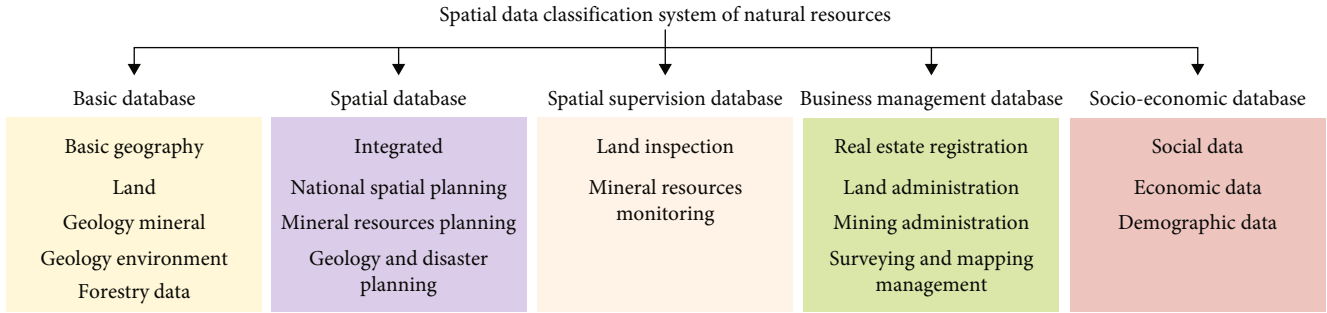 Spatial data classification system of natural resources
Basic database
Basic geography
Land
Geology mineral
Geology environment
Forestry data
Spatial database
Integrated
National spatial planning
Mineral resources planning
Geology and disaster
planning
Spatial supervision database
Land inspection
Mineral resources
monitoring
Business management database
Real estate registration
Land administration
Mining administration
Surveying and mapping
management
Socio-economic database
Social data
Economic data
Demographic data